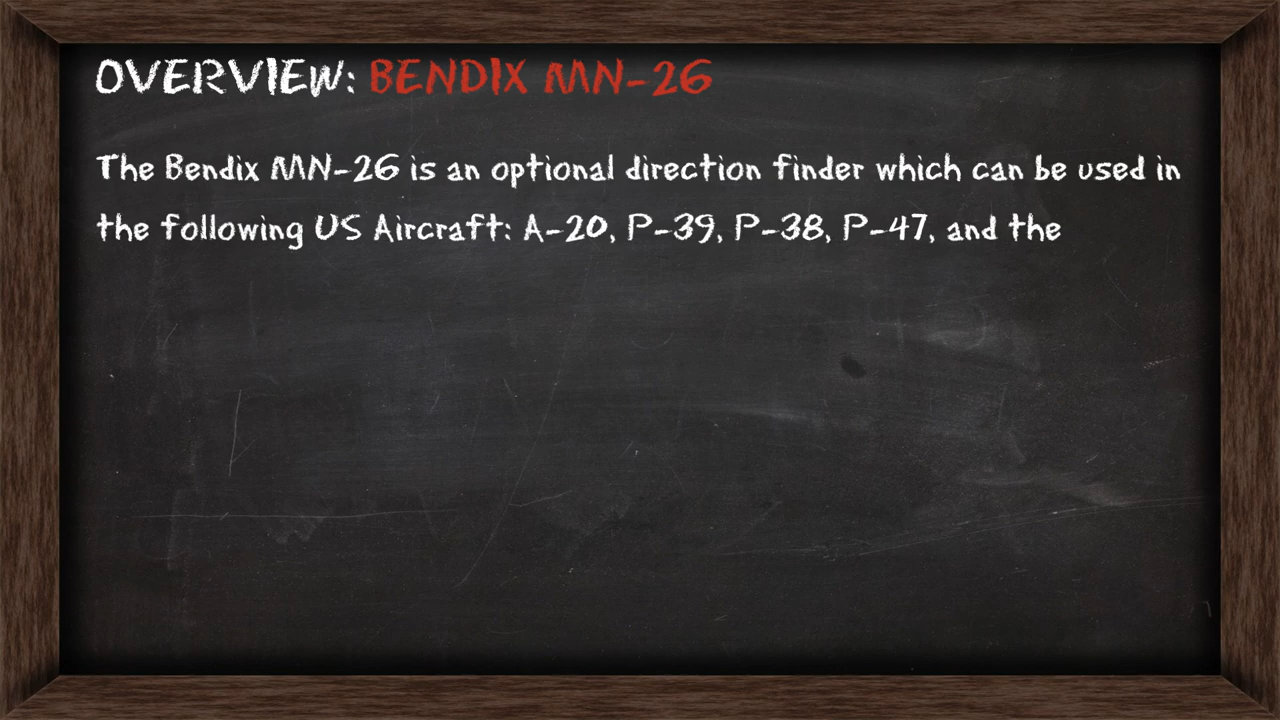 OVERVIEW: BENDIX MN-26
The Bendix MN-26 is an optional direction finder which can be used in
the following US Aircraft: A-20, P-39, P-38, P-47, and the